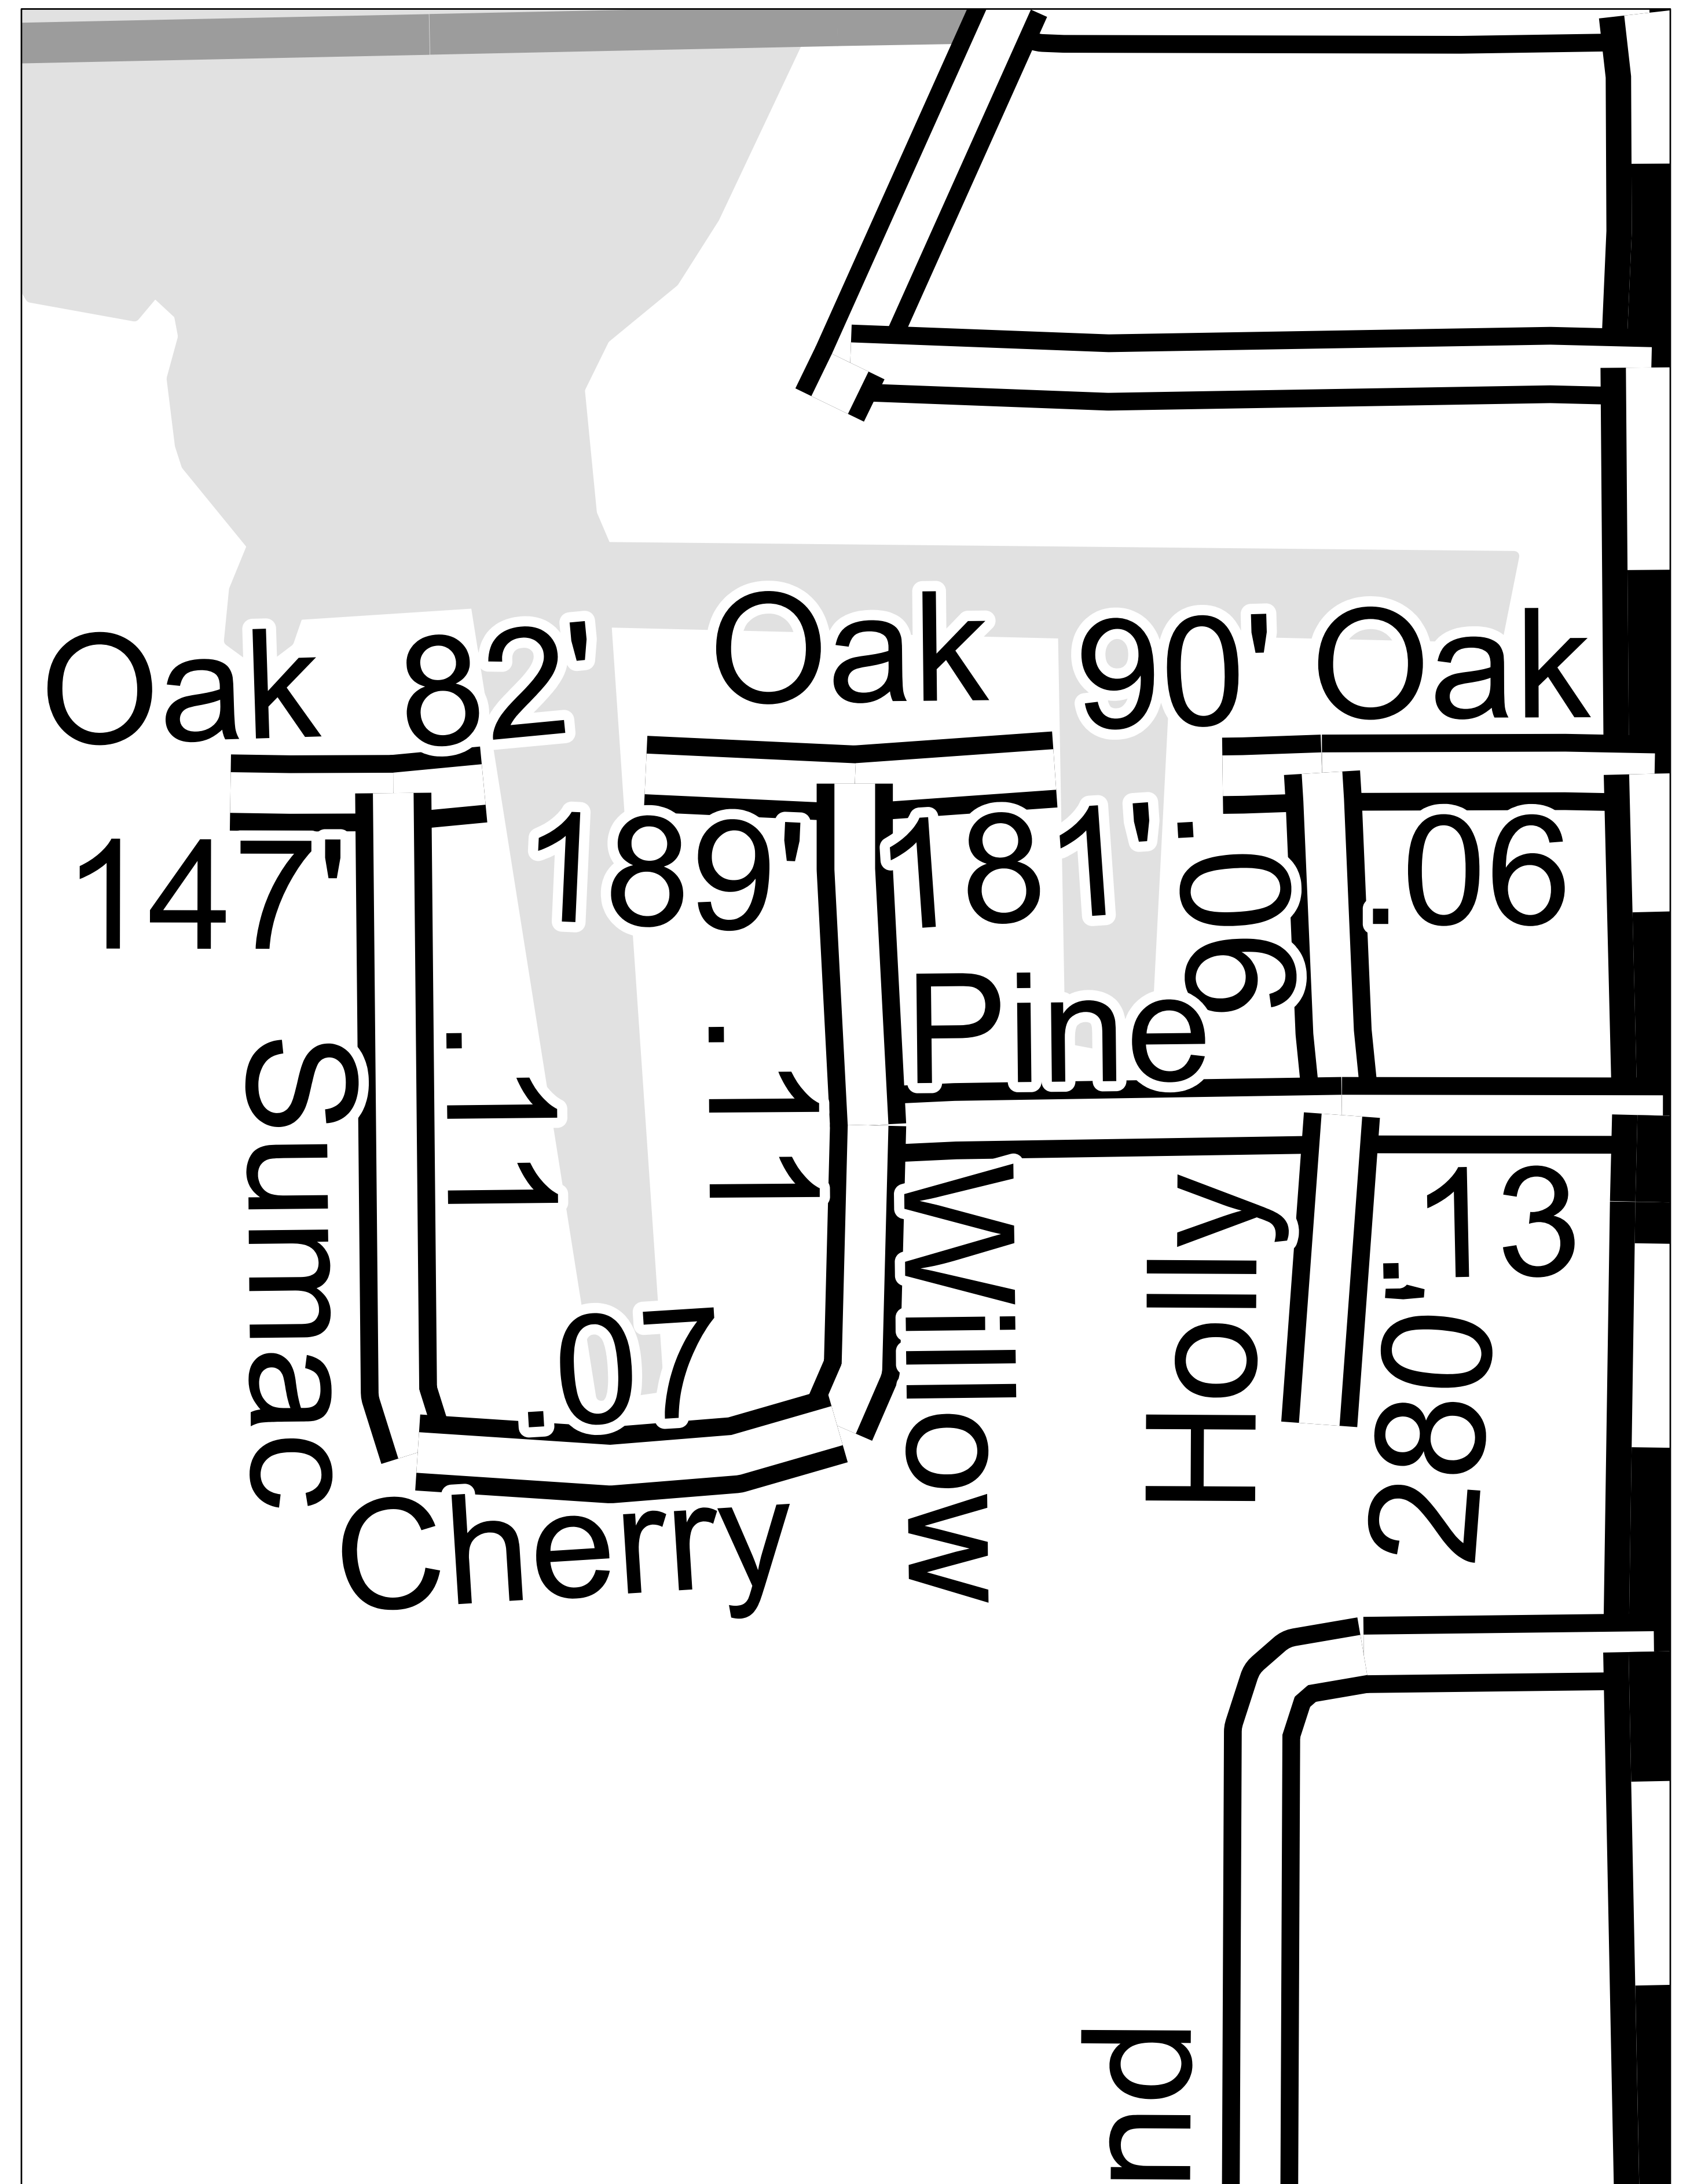 Oak 82'
Oak 90' Oak
147'
189'
181'
.09
.06
Pine
Sumac
.11
.11
.07
Willow
Holly
13
280'.
Cherry
nd